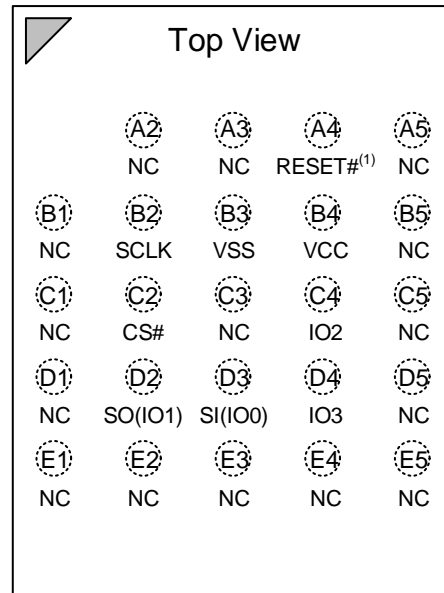 Top View
A2 A3 A4 A5
NC NC RESET#(1) NC
B1 B2 B3 B4 B5
NC SCLK VSS VCC NC
C1 C2 C3 C4 C5
NC CS# NC IO2 NC
D1 D2 D3 D4 D5
NC SO(IO1) SI(IO0) IO3 NC
E1 E2 E3 E4 E5
NC NC NC NC NC